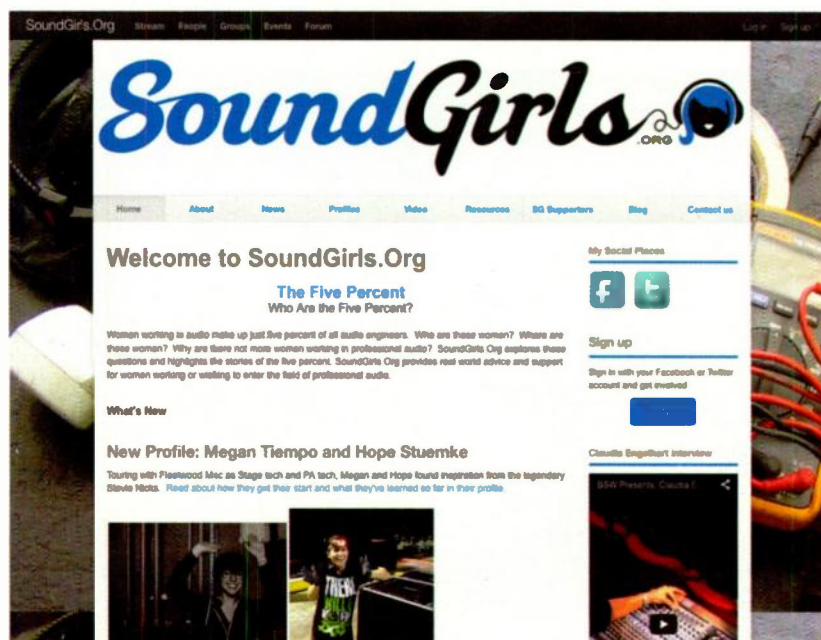 SoundGirls.Org Stream People Groups Events Forum Log in Sign up
SoundGirls
.ORG
Home About News Profiles Video Resources SG Supporters Blog Contact us
Welcome to SoundGirls.Org
The Five Percent
Who Are the Five Percent?
Women working in audio make up just five percent of all audio engineers. Who are these women? Where are
these women? Why are there not more women working in professional audio? SoundGirls Org explores these
questions and highlights the stories of the five percent. SoundGirls Org provides real world advice and support
for women working or wishing to enter the field of professional audio.
What's New
New Profile: Megan Tiempo and Hope Stuemke
Touring with Fleetwood Mac as Stage tech and PA tech, Megan and Hope found inspiration from the legendary
Stevie Nicks. Read about how they got their start and what they've learned so far in their profile.
THERE
My Social Places
f t
Sign up
Sign in with your Facebook or Twitter
account and get involved
Claudia Engelhart interview
BSW Presents: Claudia E